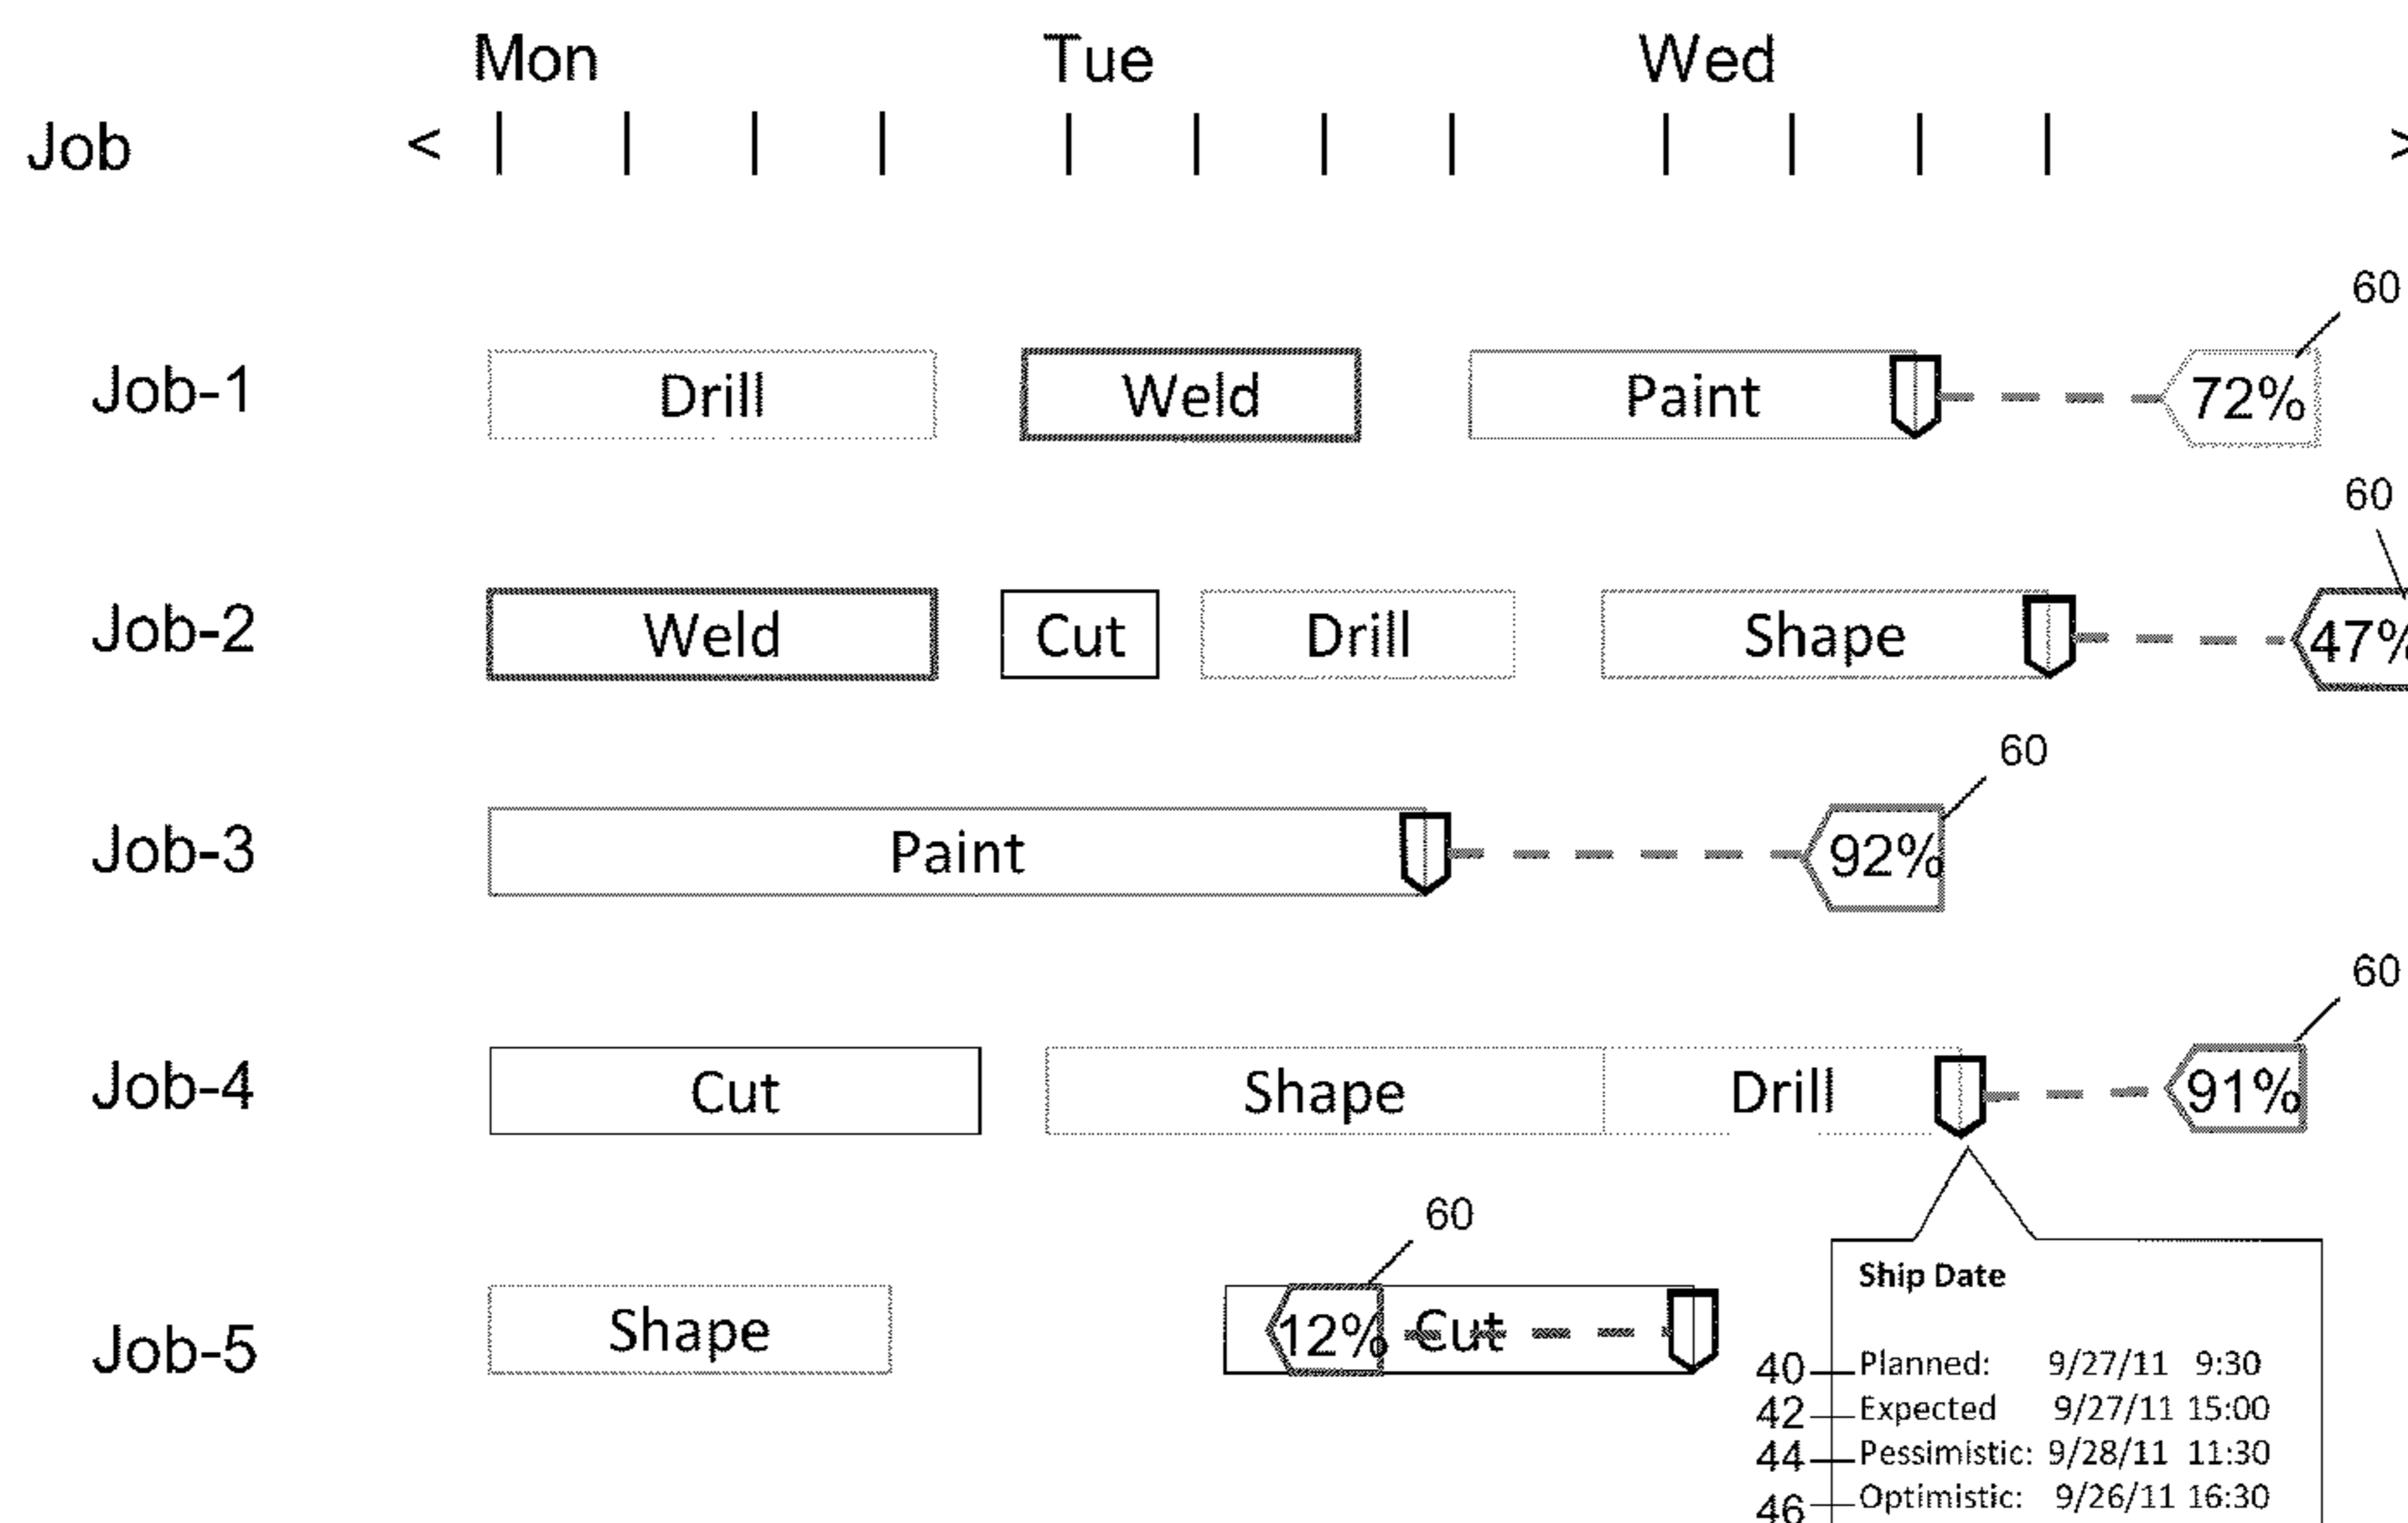 Mon Tue Wed
Job < >
60
Job-1 Drill Weld Paint 72%
60
Job-2 Weld Cut Drill Shape 47%
60
Job-3 Paint 92%
60
Job-4 Cut Shape Drill 91%
60
Job-5 Shape 12% Cut
Ship Date
40 Planned: 9/27/11 9:30
42 Expected 9/27/11 15:00
44 Pessimistic: 9/28/11 11:30
46 Optimistic: 9/26/11 16:30